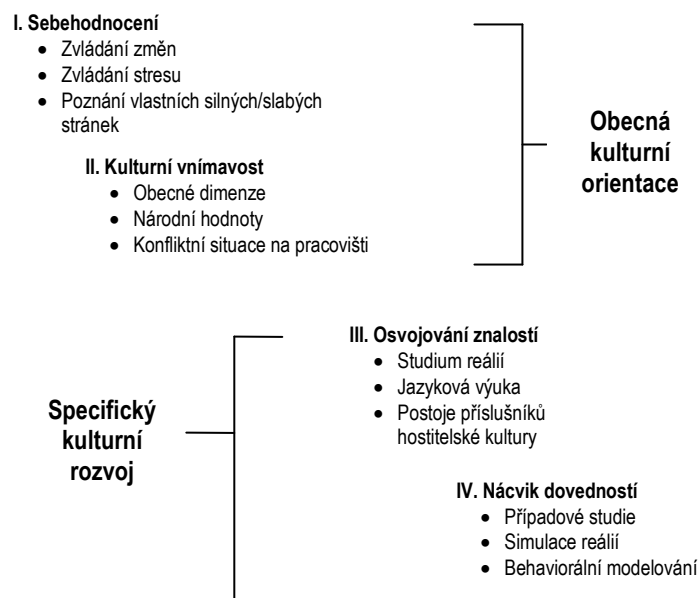 I. Sebehodnocení
• Zvládání změn
• Zvládání stresu
• Poznání vlastních silných/slabých
stránek
II. Kulturní vnímavost
• Obecné dimenze
• Národní hodnoty
• Konfliktní situace na pracovišti
Obecná
kulturní
orientace
III. Osvojování znalostí
• Studium reálií
• Jazyková výuka
• Postoje příslušníků
hostitelské kultury
Specifický
kulturní
rozvoj
IV. Nácvik dovedností
• Případové studie
• Simulace reálií
• Behaviorální modelování